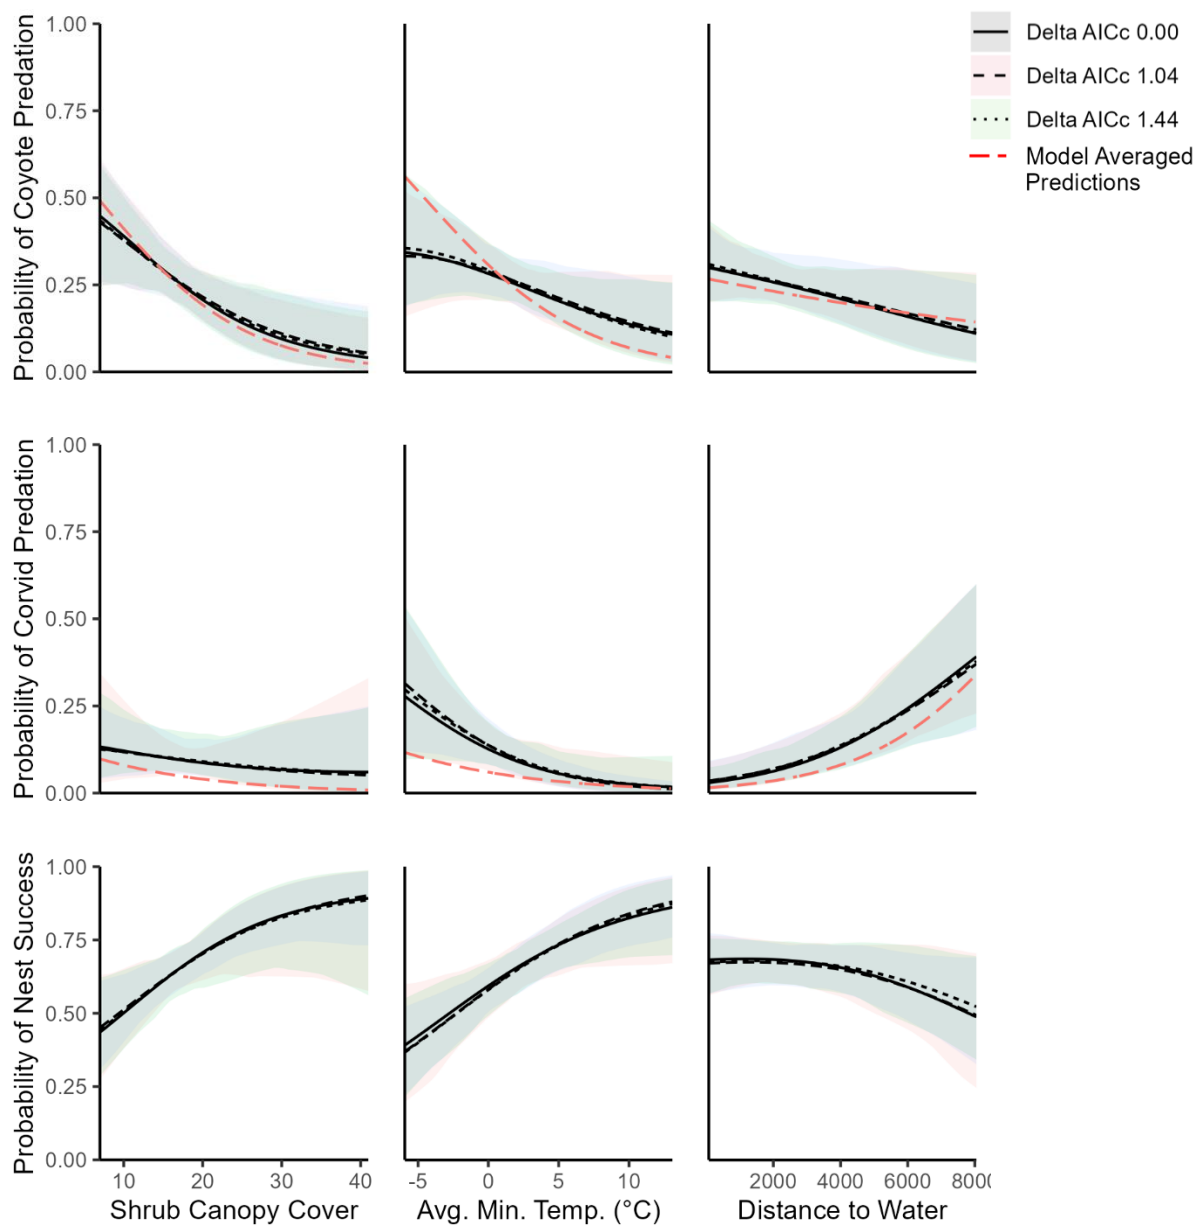 Delta AICc 0.00
Delta AICc 1.04
Delta AICc 1.44
Model Averaged
Predictions
Probability of Coyote Predation
1.00
0.75
0.50
0.25
0.00
Probability of Corvid Predation
1.00
0.75
0.50
0.25
0.00
Probability of Nest Success
1.00
0.75
0.50
0.25
0.00
10 20 30 40
-5 0 5 10
2000 4000 6000 8000
Shrub Canopy Cover
Avg. Min. Temp. (°C)
Distance to Water